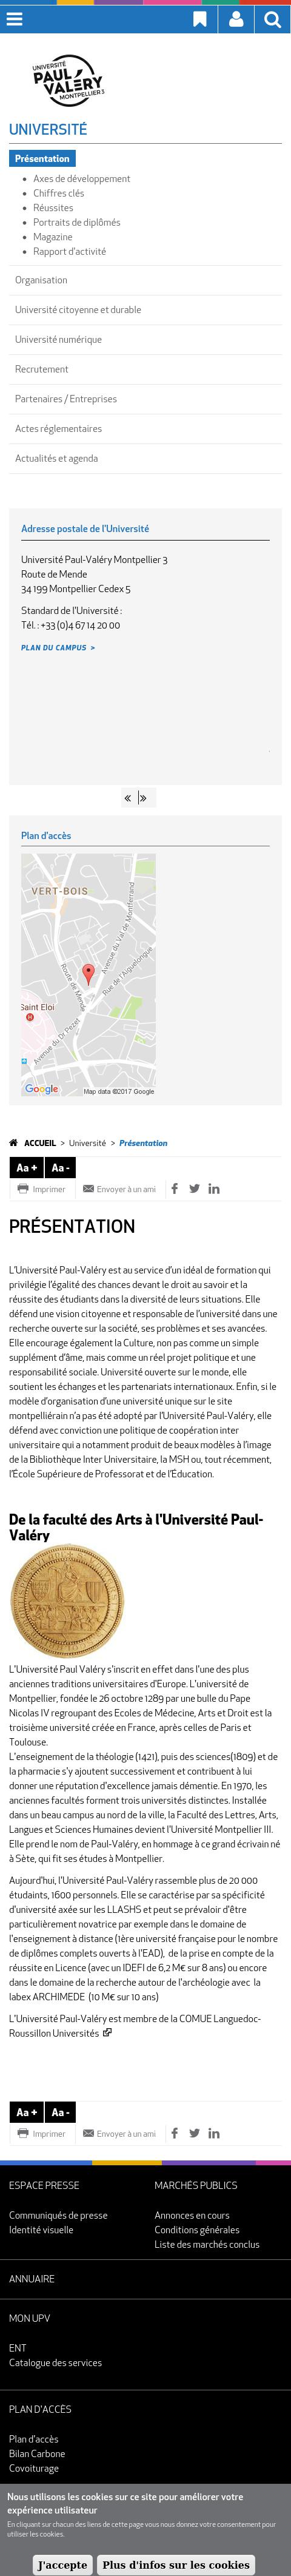 UNIVERSITÉ
PAUL
VALÉRY
MONTPELLIER 3
UNIVERSITÉ
Présentation
Axes de développement
Chiffres clés
Réussites
Portraits de diplômés
Magazine
Rapport d'activité
Organisation
Université citoyenne et durable
Université numérique
Recrutement
Partenaires / Entreprises
Actes réglementaires
Actualités et agenda
Adresse postale de l'Université
Université Paul-Valéry Montpellier 3
Route de Mende
34 199 Montpellier Cedex 5
Standard de l'Université :
Tél. : +33 (0)4 67 14 20 00
PLAN DU CAMPUS >
« | »
Plan d'accès
VERT-BOIS
Avenue du Val de Montferrand
Route de Mende
Rue de l'Aiguelongue
Saint Eloi
Avenue du Dr Pezet
Google
Map data ©2017 Google
ACCUEIL > Université > Présentation
Aa + Aa -
Imprimer Envoyer à un ami
PRÉSENTATION
L'Université Paul-Valéry est au service d'un idéal de formation qui
privilégie l'égalité des chances devant le droit au savoir et la
réussite des étudiants dans la diversité de leurs situations. Elle
défend une vision citoyenne et responsable de l'université dans une
recherche ouverte sur la société, ses problèmes et ses avancées.
Elle encourage également la Culture, non pas comme un simple
supplément d'âme, mais comme un réel projet politique et une
responsabilité sociale. Université ouverte sur le monde, elle
soutient les échanges et les partenariats internationaux. Enfin, si le
modèle d'organisation d'une université unique sur le site
montpelliérain n'a pas été adopté par l'Université Paul-Valéry, elle
défend avec conviction une politique de coopération inter
universitaire qui a notamment produit de beaux modèles à l'image
de la Bibliothèque Inter Universitaire, la MSH ou, tout récemment,
l'École Supérieure de Professorat et de l'Éducation.
De la faculté des Arts à l'Université Paul-
Valéry
L'Université Paul Valéry s'inscrit en effet dans l'une des plus
anciennes traditions universitaires d'Europe. L'université de
Montpellier, fondée le 26 octobre 1289 par une bulle du Pape
Nicolas IV regroupant des Ecoles de Médecine, Arts et Droit est la
troisième université créée en France, après celles de Paris et
Toulouse.
L'enseignement de la théologie (1421), puis des sciences(1809) et de
la pharmacie s'y ajoutent successivement et contribuent à lui
donner une réputation d'excellence jamais démentie. En 1970, les
anciennes facultés forment trois universités distinctes. Installée
dans un beau campus au nord de la ville, la Faculté des Lettres, Arts,
Langues et Sciences Humaines devient l'Université Montpellier III.
Elle prend le nom de Paul-Valéry, en hommage à ce grand écrivain né
à Sète, qui fit ses études à Montpellier.
Aujourd'hui, l'Université Paul-Valéry rassemble plus de 20 000
étudaints, 1600 personnels. Elle se caractérise par sa spécificité
d'université axée sur les LLASHS et peut se prévaloir d'être
particulièrement novatrice par exemple dans le domaine de
l'enseignement à distance (1ère université française pour le nombre
de diplômes complets ouverts à l'EAD), de la prise en compte de la
réussite en Licence (avec un IDEFI de 6,2 M€ sur 8 ans) ou encore
dans le domaine de la recherche autour de l'archéologie avec la
labex ARCHIMEDE (10 M€ sur 10 ans)
L'Université Paul-Valéry est membre de la COMUE Languedoc-
Roussillon Universités
Aa + Aa -
Imprimer Envoyer à un ami
ESPACE PRESSE
Communiqués de presse
Identité visuelle
MARCHÉS PUBLICS
Annonces en cours
Conditions générales
Liste des marchés conclus
ANNUAIRE
MON UPV
ENT
Catalogue des services
PLAN D'ACCÈS
Plan d'accès
Bilan Carbone
Covoiturage
Nous utilisons les cookies sur ce site pour améliorer votre
expérience utilisateur
En cliquant sur chacun des liens de cette page vous nous donnez votre consentement pour
utiliser les cookies.
J'accepte Plus d'infos sur les cookies